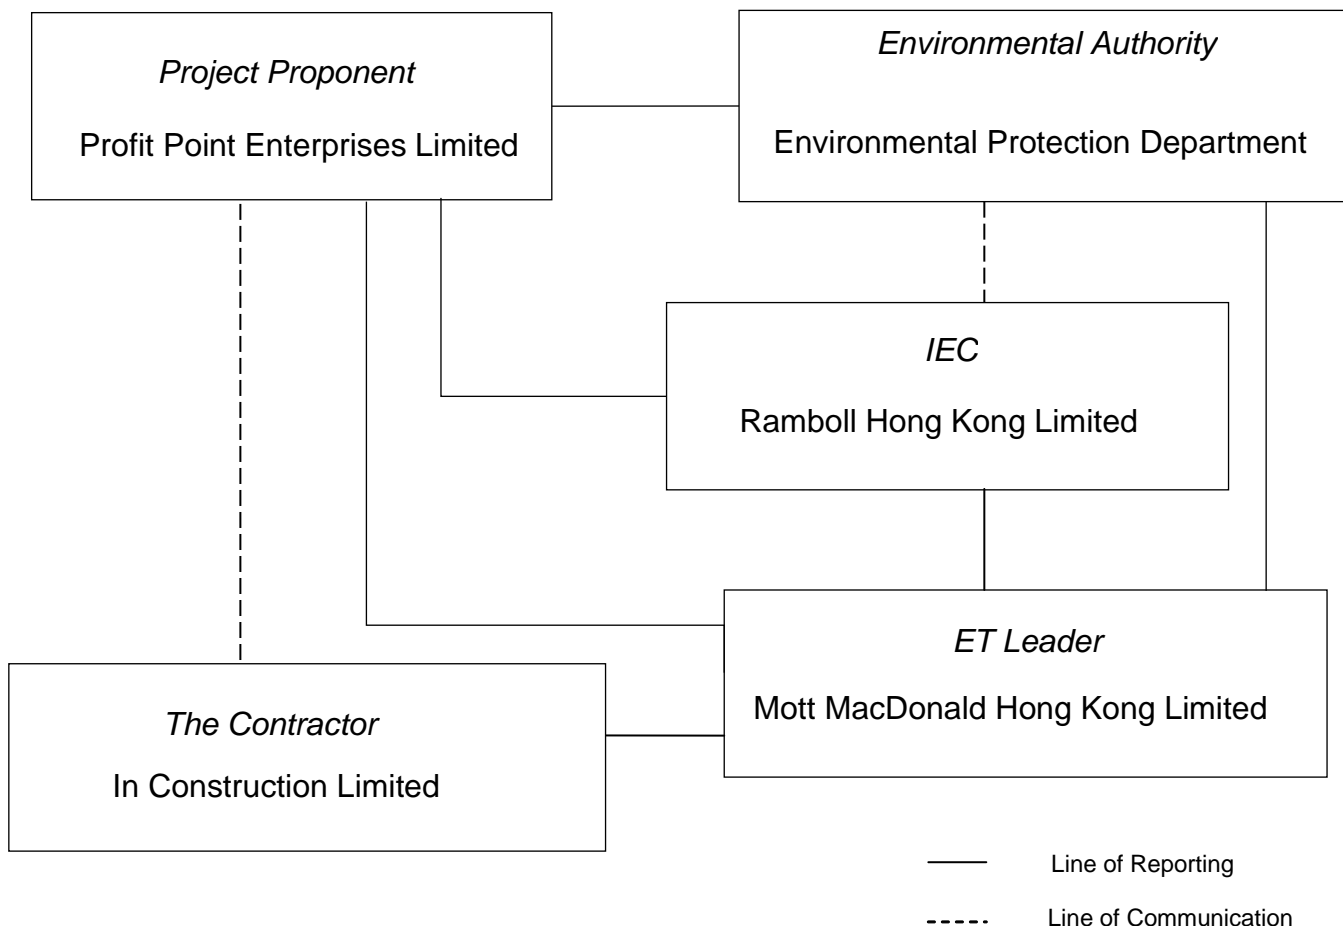 Project Proponent
Profit Point Enterprises Limited
Environmental Authority
Environmental Protection Department
IEC
Ramboll Hong Kong Limited
ET Leader
Mott MacDonald Hong Kong Limited
The Contractor
In Construction Limited
Line of Reporting
Line of Communication